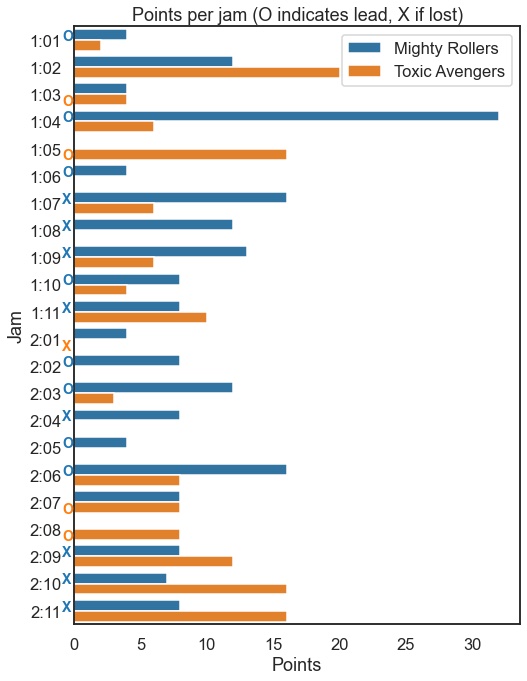 Points per jam (O indicates lead, X if lost)
Mighty Rollers
Toxic Avengers
O
1:01
1:02
1:03
O
O
1:04
1:05
O
O
1:06
X
1:07
X
1:08
X
1:09
O
1:10
X
1:11
2:01
X
O
2:02
O
2:03
X
2:04
O
2:05
O
2:06
2:07
O
2:08
O
X
2:09
X
2:10
X
2:11
Jam
0 5 10 15 20 25 30
Points